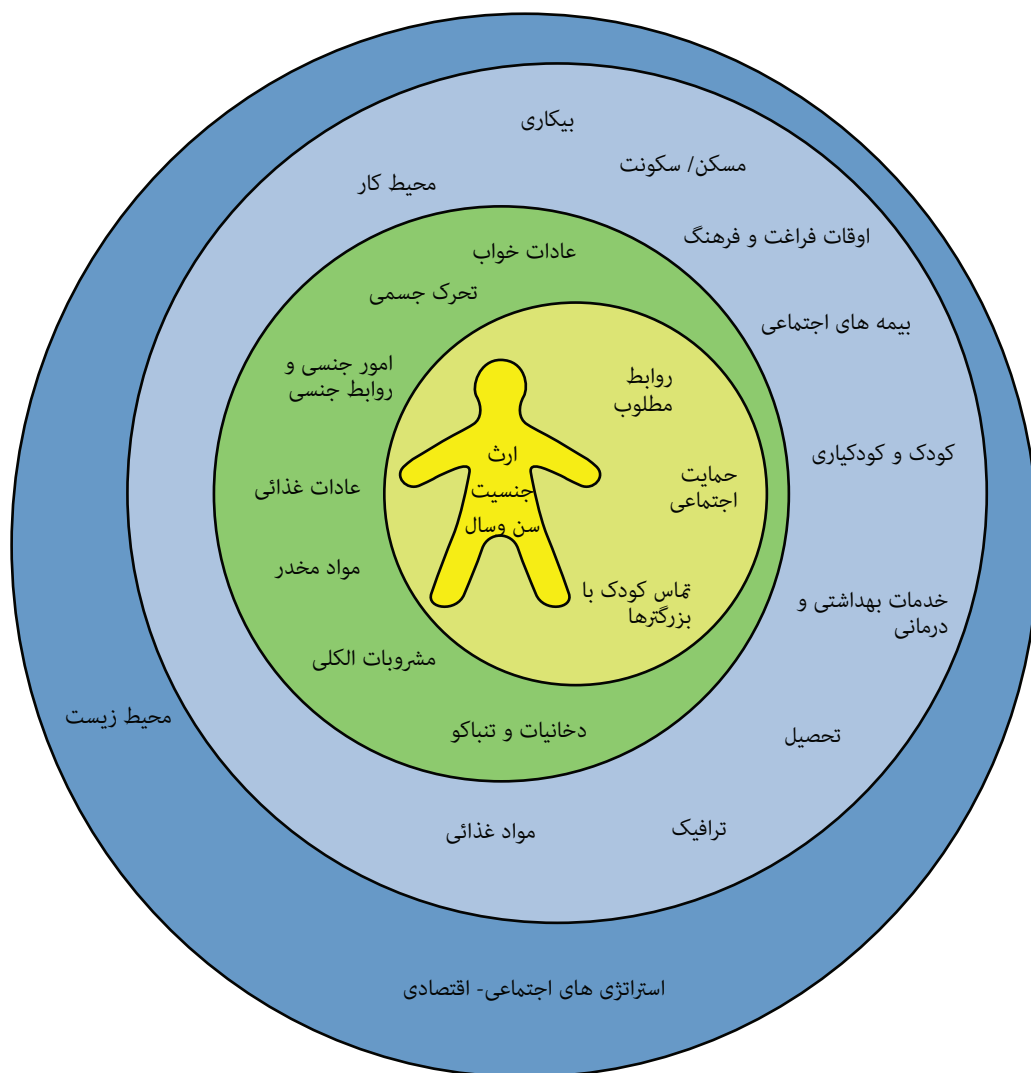 بیکاری
مسکن/ سکونت
محیط کار
اوقات فراغت و فرهنگ
عادات خواب
تحرک جسمی
بیمه های اجتماعی
امور جنسی و
روابط جنسی
روابط
مطلوب
ارث
جنسیت
سن وسال
حمایت
اجتماعی
کودک و کودکیاری
عادات غذائی
مواد مخدر
تماس کودک با
بزرگترها
خدمات بهداشتی و
درمانی
مشروبات الکلی
محیط زیست
دخانیات و تنباکو
تحصیل
مواد غذائی
ترافیک
استراتژی های اجتماعی- اقتصادی